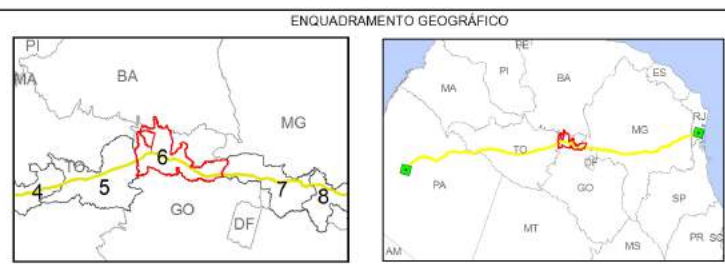 ENQUADRAMENTO GEOGRÁFICO
PI
MA
BA
MG
TO
4
5
6
7
8
GO
DF
PE
PI
MA
BA
ES
RJ
MG
TO
DF
PA
GO
SP
MT
MS
PR SC
AM